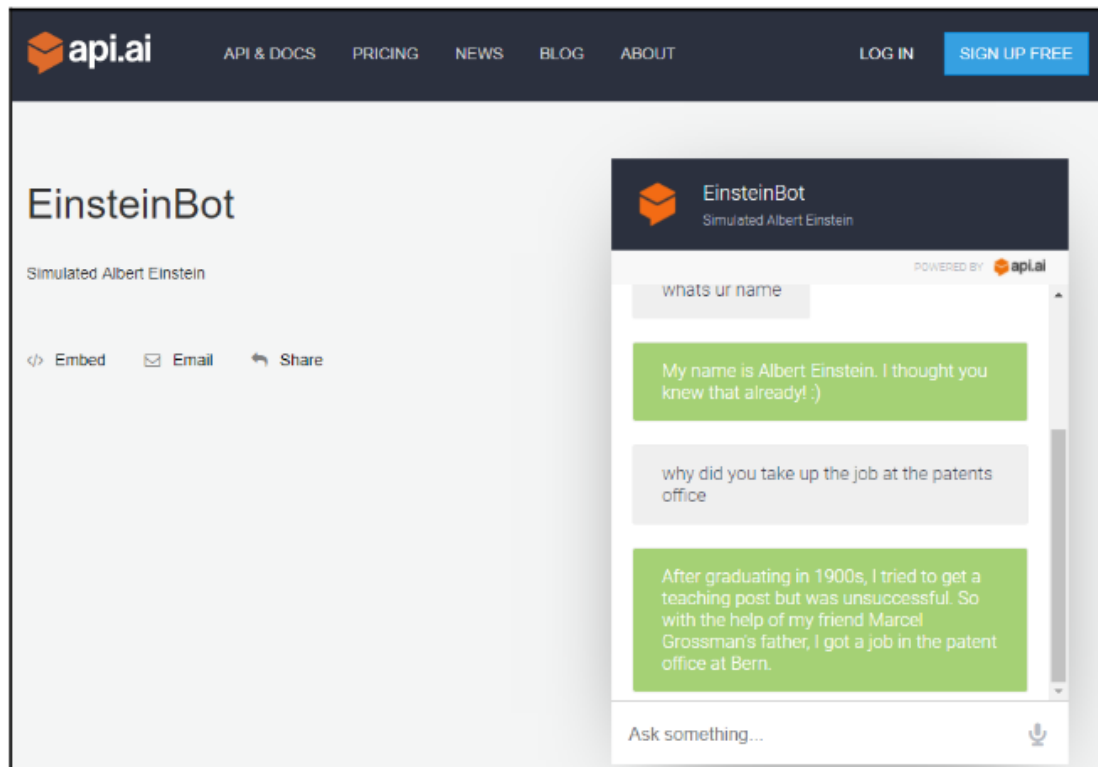 api.ai API & DOCS PRICING NEWS BLOG ABOUT LOG IN SIGN UP FREE
EinsteinBot
Simulated Albert Einstein
</> Embed Email Share
EinsteinBot
Simulated Albert Einstein
POWERED BY api.ai
whats ur name
My name is Albert Einstein. I thought you
knew that already! :)
why did you take up the job at the patents
office
After graduating in 1900s, I tried to get a
teaching post but was unsuccessful. So
with the help of my friend Marcel
Grossman's father, I got a job in the patent
office at Bern.
Ask something...